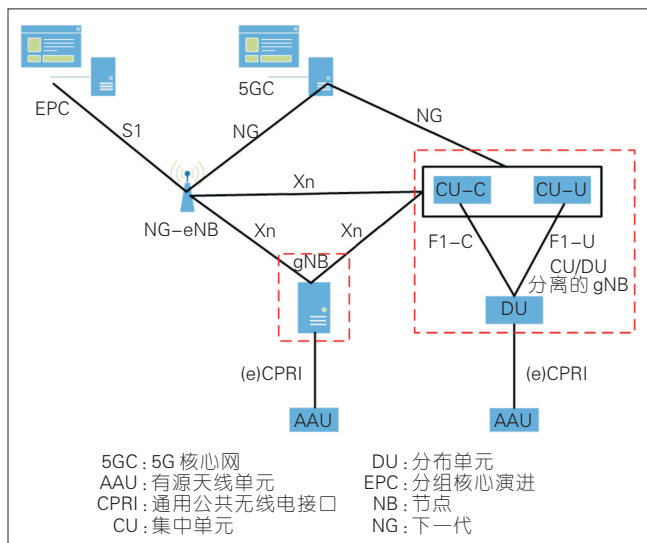 EPC
5GC
S1
NG
NG
Xn
CU-C
CU-U
NG-eNB
Xn
Xn
F1-C
F1-U
gNB
CU/DU
分离的 gNB
DU
(e)CPRI
(e)CPRI
AAU
AAU
5GC：5G 核心网
AAU：有源天线单元
CPRI：通用公共无线电接口
CU：集中单元
DU：分布单元
EPC：分组核心演进
NB：节点
NG：下一代